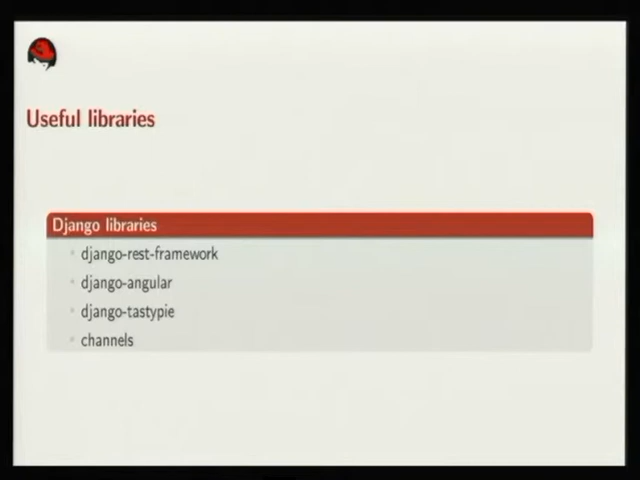 Useful libraries
Django libraries
django-rest-framework
django-angular
django-tastypie
channels